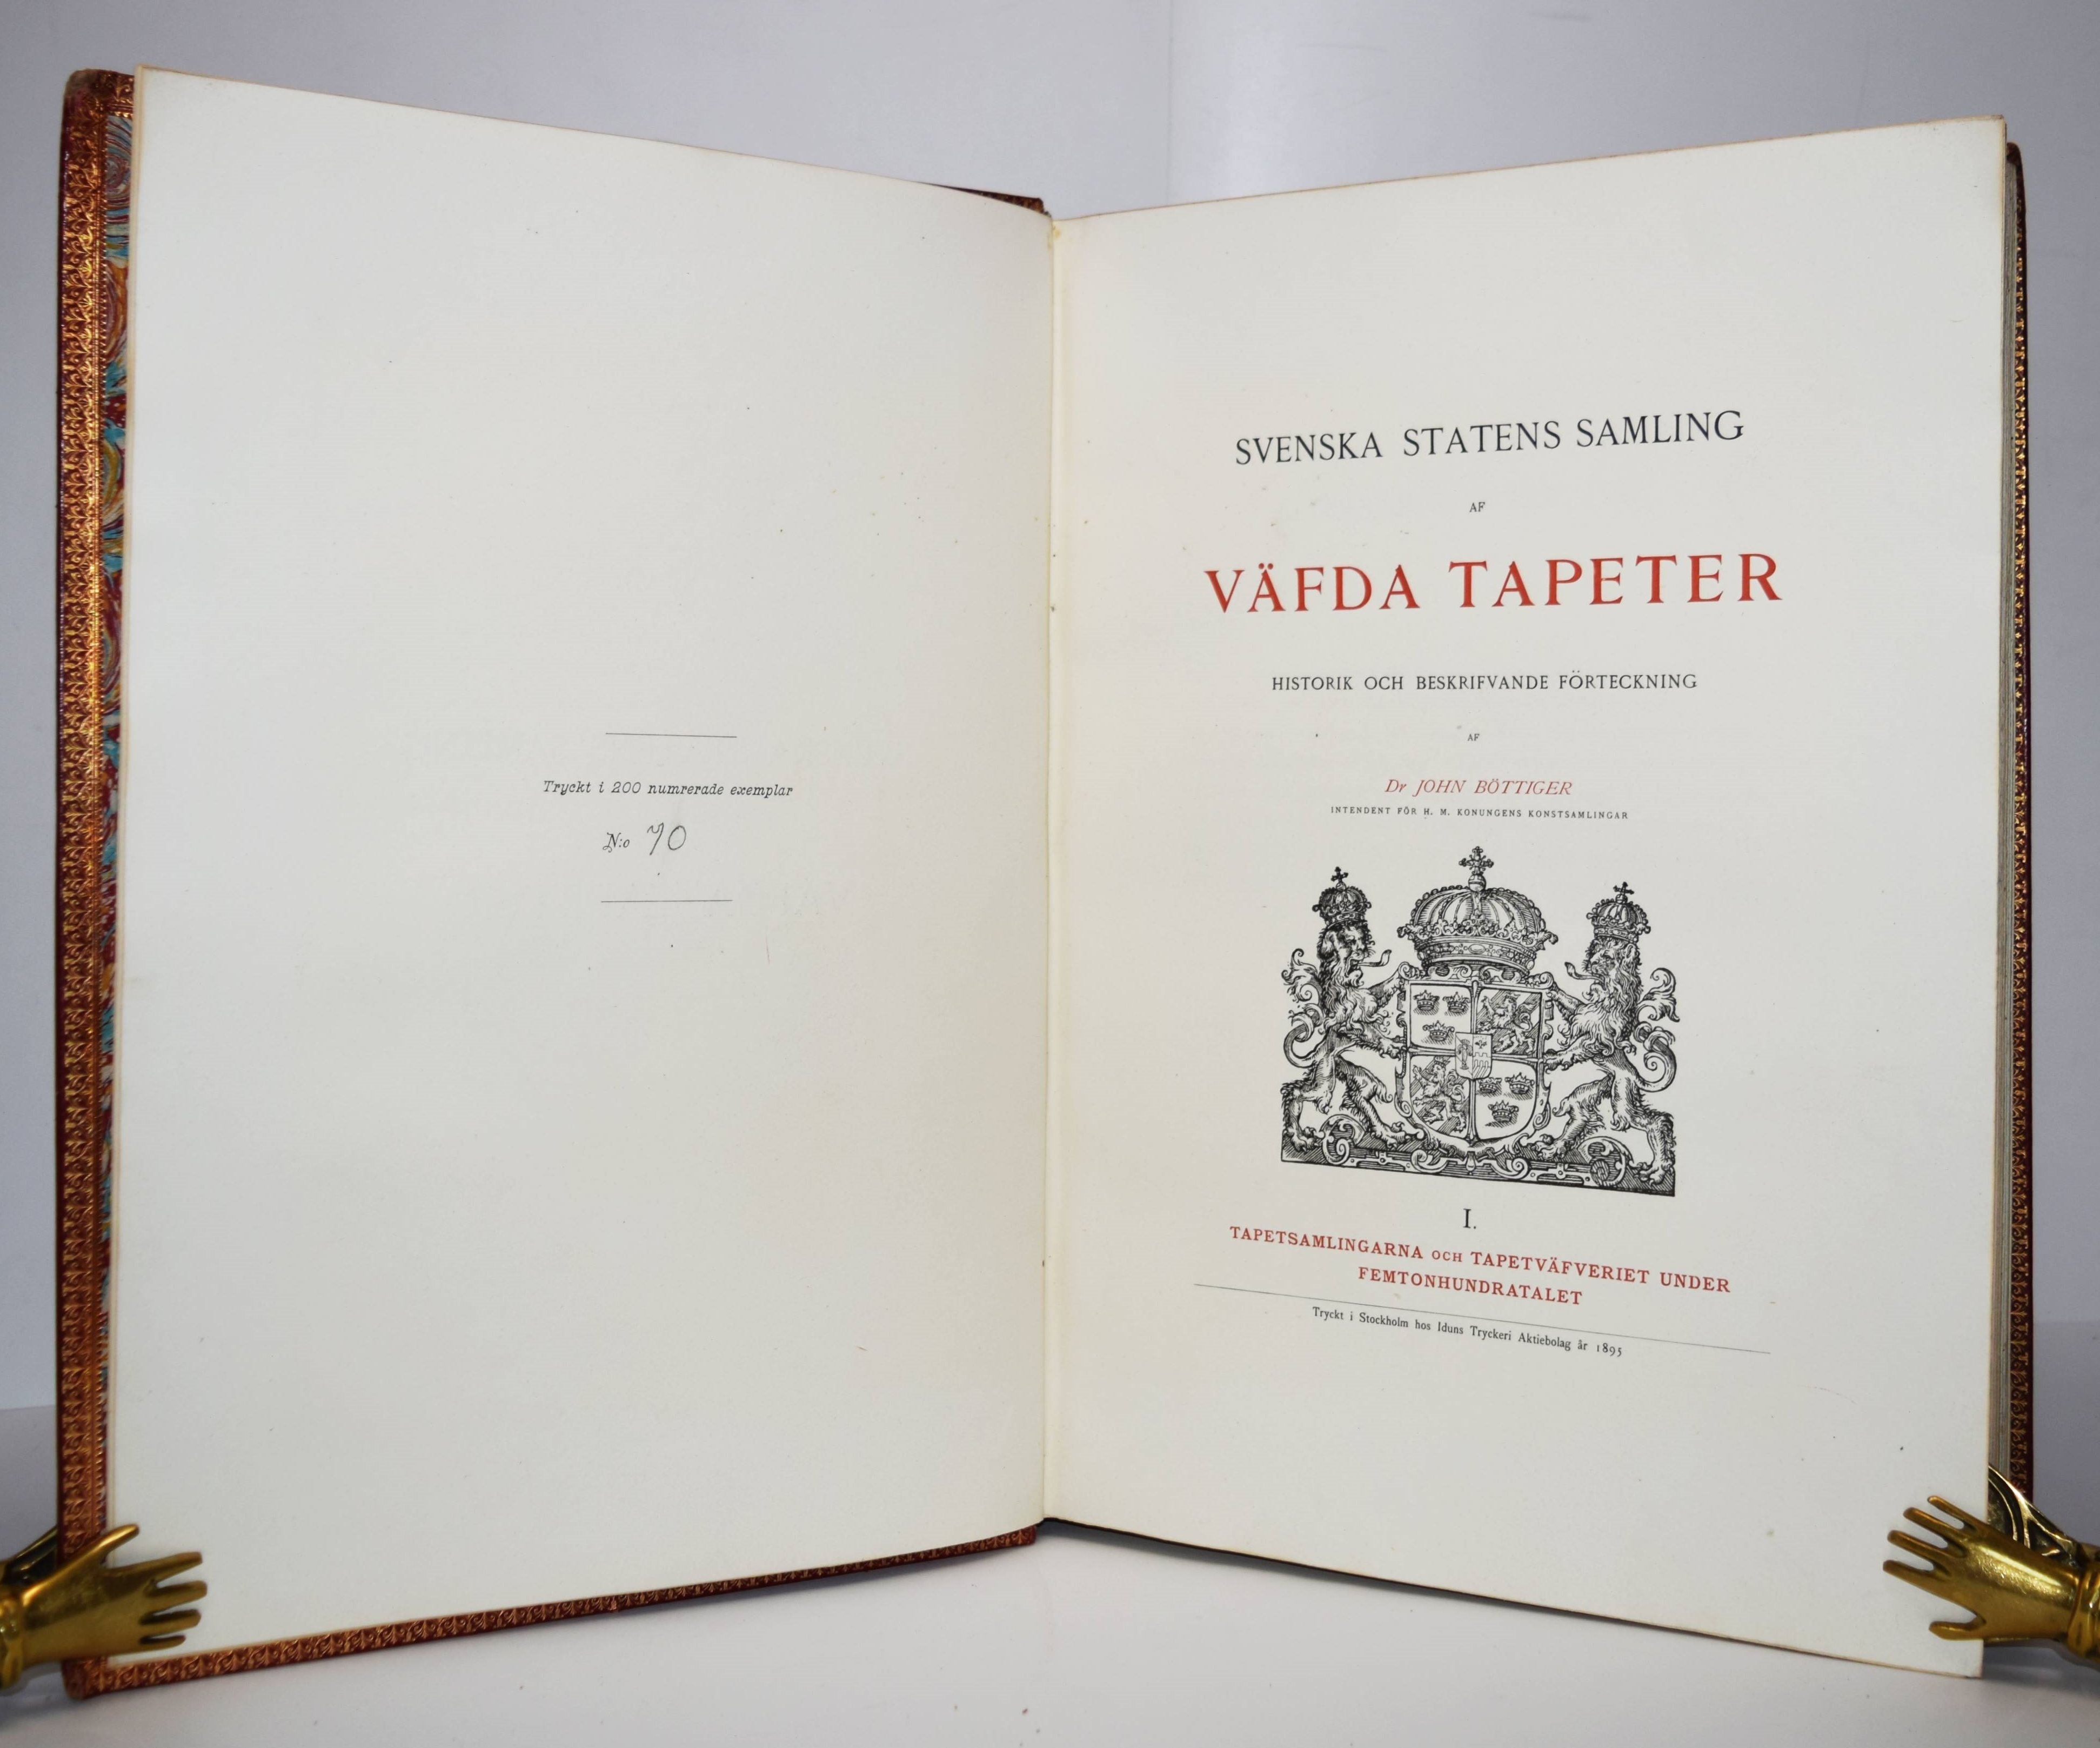 Tryckt i 200 numrerade exemplar
N:o 70
SVENSKA STATENS SAMLING
AF
VÄFDA TAPETER
HISTORIK OCH BESKRIFVANDE FÖRTECKNING
AF
Dr JOHN BÖTTIGER
INTENDENT FÖR H. M. KONUNGENS KONSTSAMLINGAR
I.
TAPETSAMLINGARNA OCH TAPETVÄFVERIET UNDER
FEMTONHUNDRATALET
Tryckt i Stockholm hos Iduns Tryckeri Aktiebolag år 1895